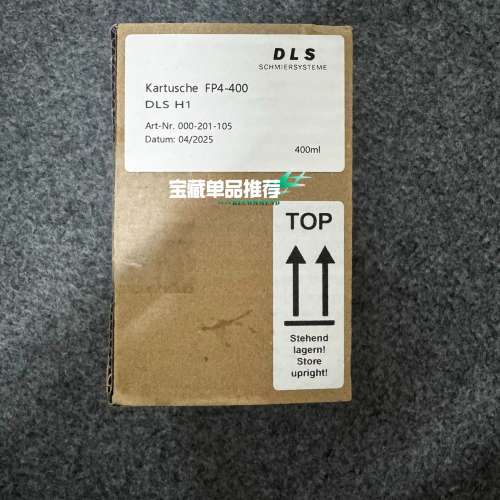 DLS
SCHMIERSYSTEME
Kartusche FP4-400
DLS H1
Art-Nr. 000-201-105
Datum: 04/2025
400ml
宝藏单品推荐
RECOMMEND
TOP
Stehend
lagern!
Store
upright!